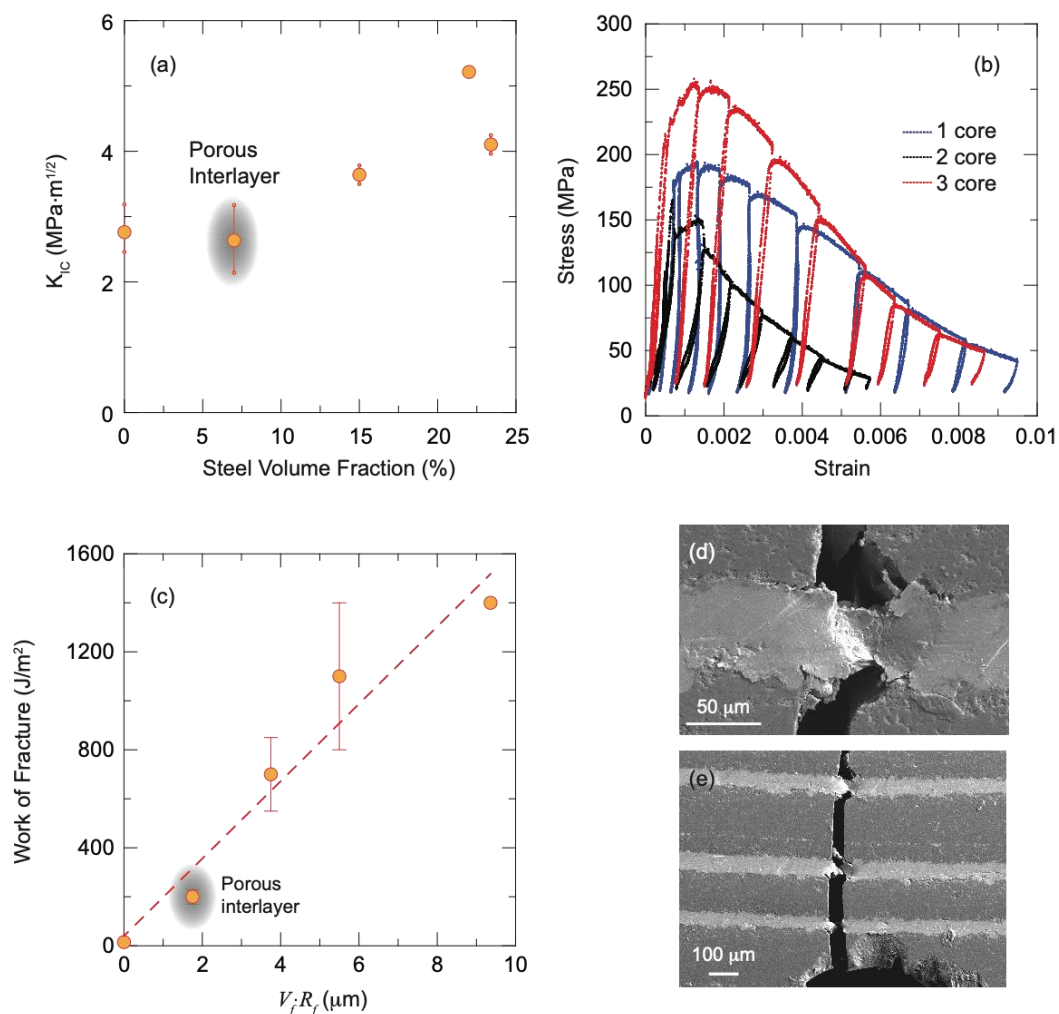 (a)
6
4
2
0
K_IC (MPa·m^1/2)
Porous
Interlayer
0 5 10 15 20 25
Steel Volume Fraction (%)
(b)
300
250
200
150
100
50
0
Stress (MPa)
1 core
2 core
3 core
0 0.002 0.004 0.006 0.008 0.01
Strain
(c)
1600
1200
800
400
0
Work of Fracture (J/m²)
Porous
interlayer
0 2 4 6 8 10
V_f·R_f (μm)
(d)
50 μm
(e)
100 μm